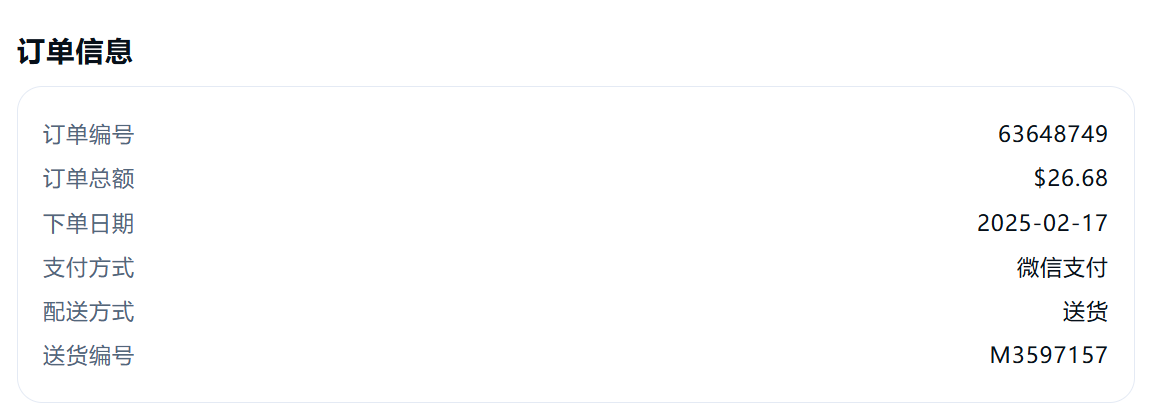 订单信息
订单编号 63648749
订单总额 $26.68
下单日期 2025-02-17
支付方式 微信支付
配送方式 送货
送货编号 M3597157